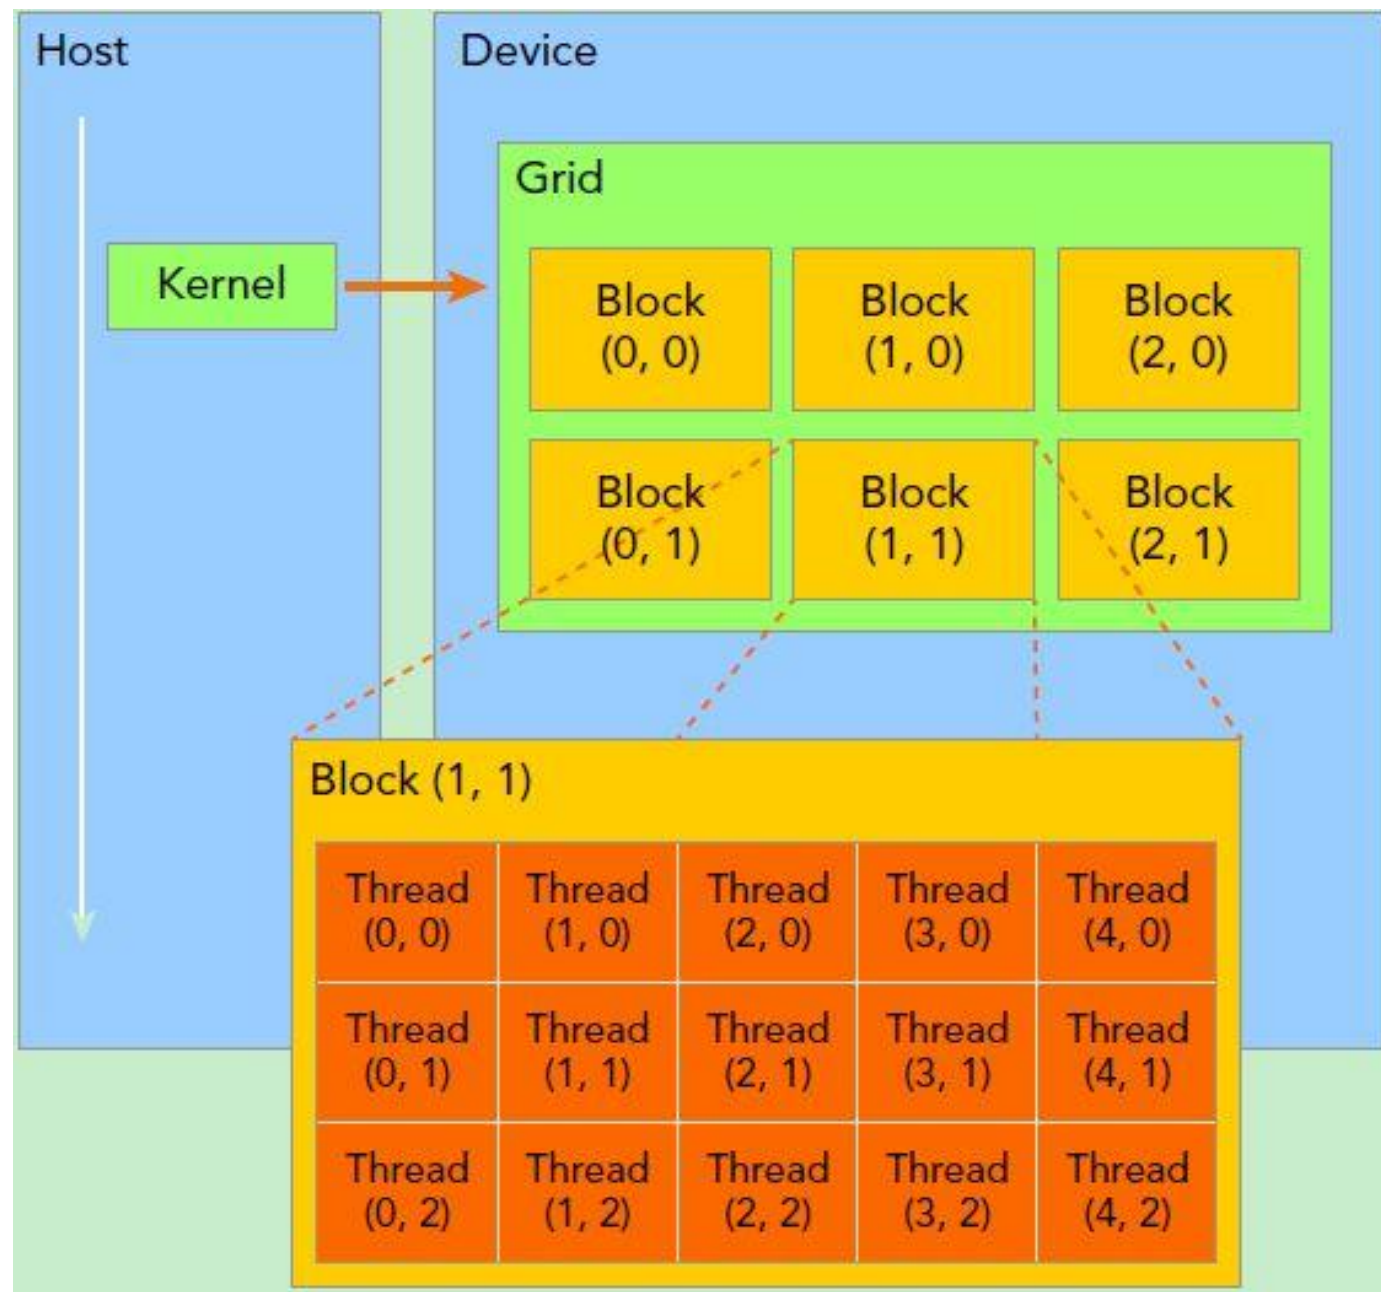 Host
Device
Grid
Kernel
Block
(0, 0)
Block
(1, 0)
Block
(2, 0)
Block
(0, 1)
Block
(1, 1)
Block
(2, 1)
Block (1, 1)
Thread
(0, 0)
Thread
(1, 0)
Thread
(2, 0)
Thread
(3, 0)
Thread
(4, 0)
Thread
(0, 1)
Thread
(1, 1)
Thread
(2, 1)
Thread
(3, 1)
Thread
(4, 1)
Thread
(0, 2)
Thread
(1, 2)
Thread
(2, 2)
Thread
(3, 2)
Thread
(4, 2)